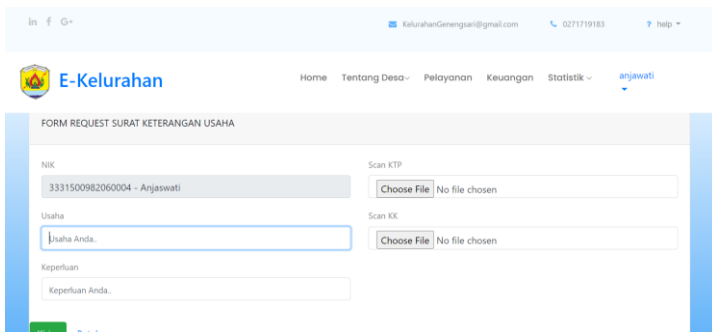 in f G+ KelurahanGenengsari@gmail.com 0271719183 ? help
E-Kelurahan Home Tentang Desa Pelayanan Keuangan Statistik anjawati
FORM REQUEST SURAT KETERANGAN USAHA
NIK Scan KTP
3331500982060004 - Anjaswati Choose File No file chosen
Usaha Scan KK
Usaha Anda.. Choose File No file chosen
Keperluan
Keperluan Anda..